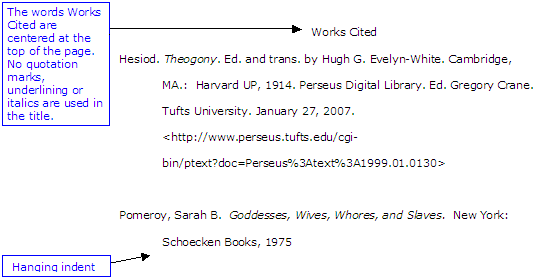 The words Works
Cited are
centered at the
top of the page.
No quotation
marks,
underlining or
italics are used in
the title.
Works Cited
Hesiod. Theogony. Ed. and trans. by Hugh G. Evelyn-White. Cambridge,
MA.: Harvard UP, 1914. Perseus Digital Library. Ed. Gregory Crane.
Tufts University. January 27, 2007.
<http://www.perseus.tufts.edu/cgi-
bin/ptext?doc=Perseus%3Atext%3A1999.01.0130>
Pomeroy, Sarah B. Goddesses, Wives, Whores, and Slaves. New York:
Schoecken Books, 1975
Hanging indent